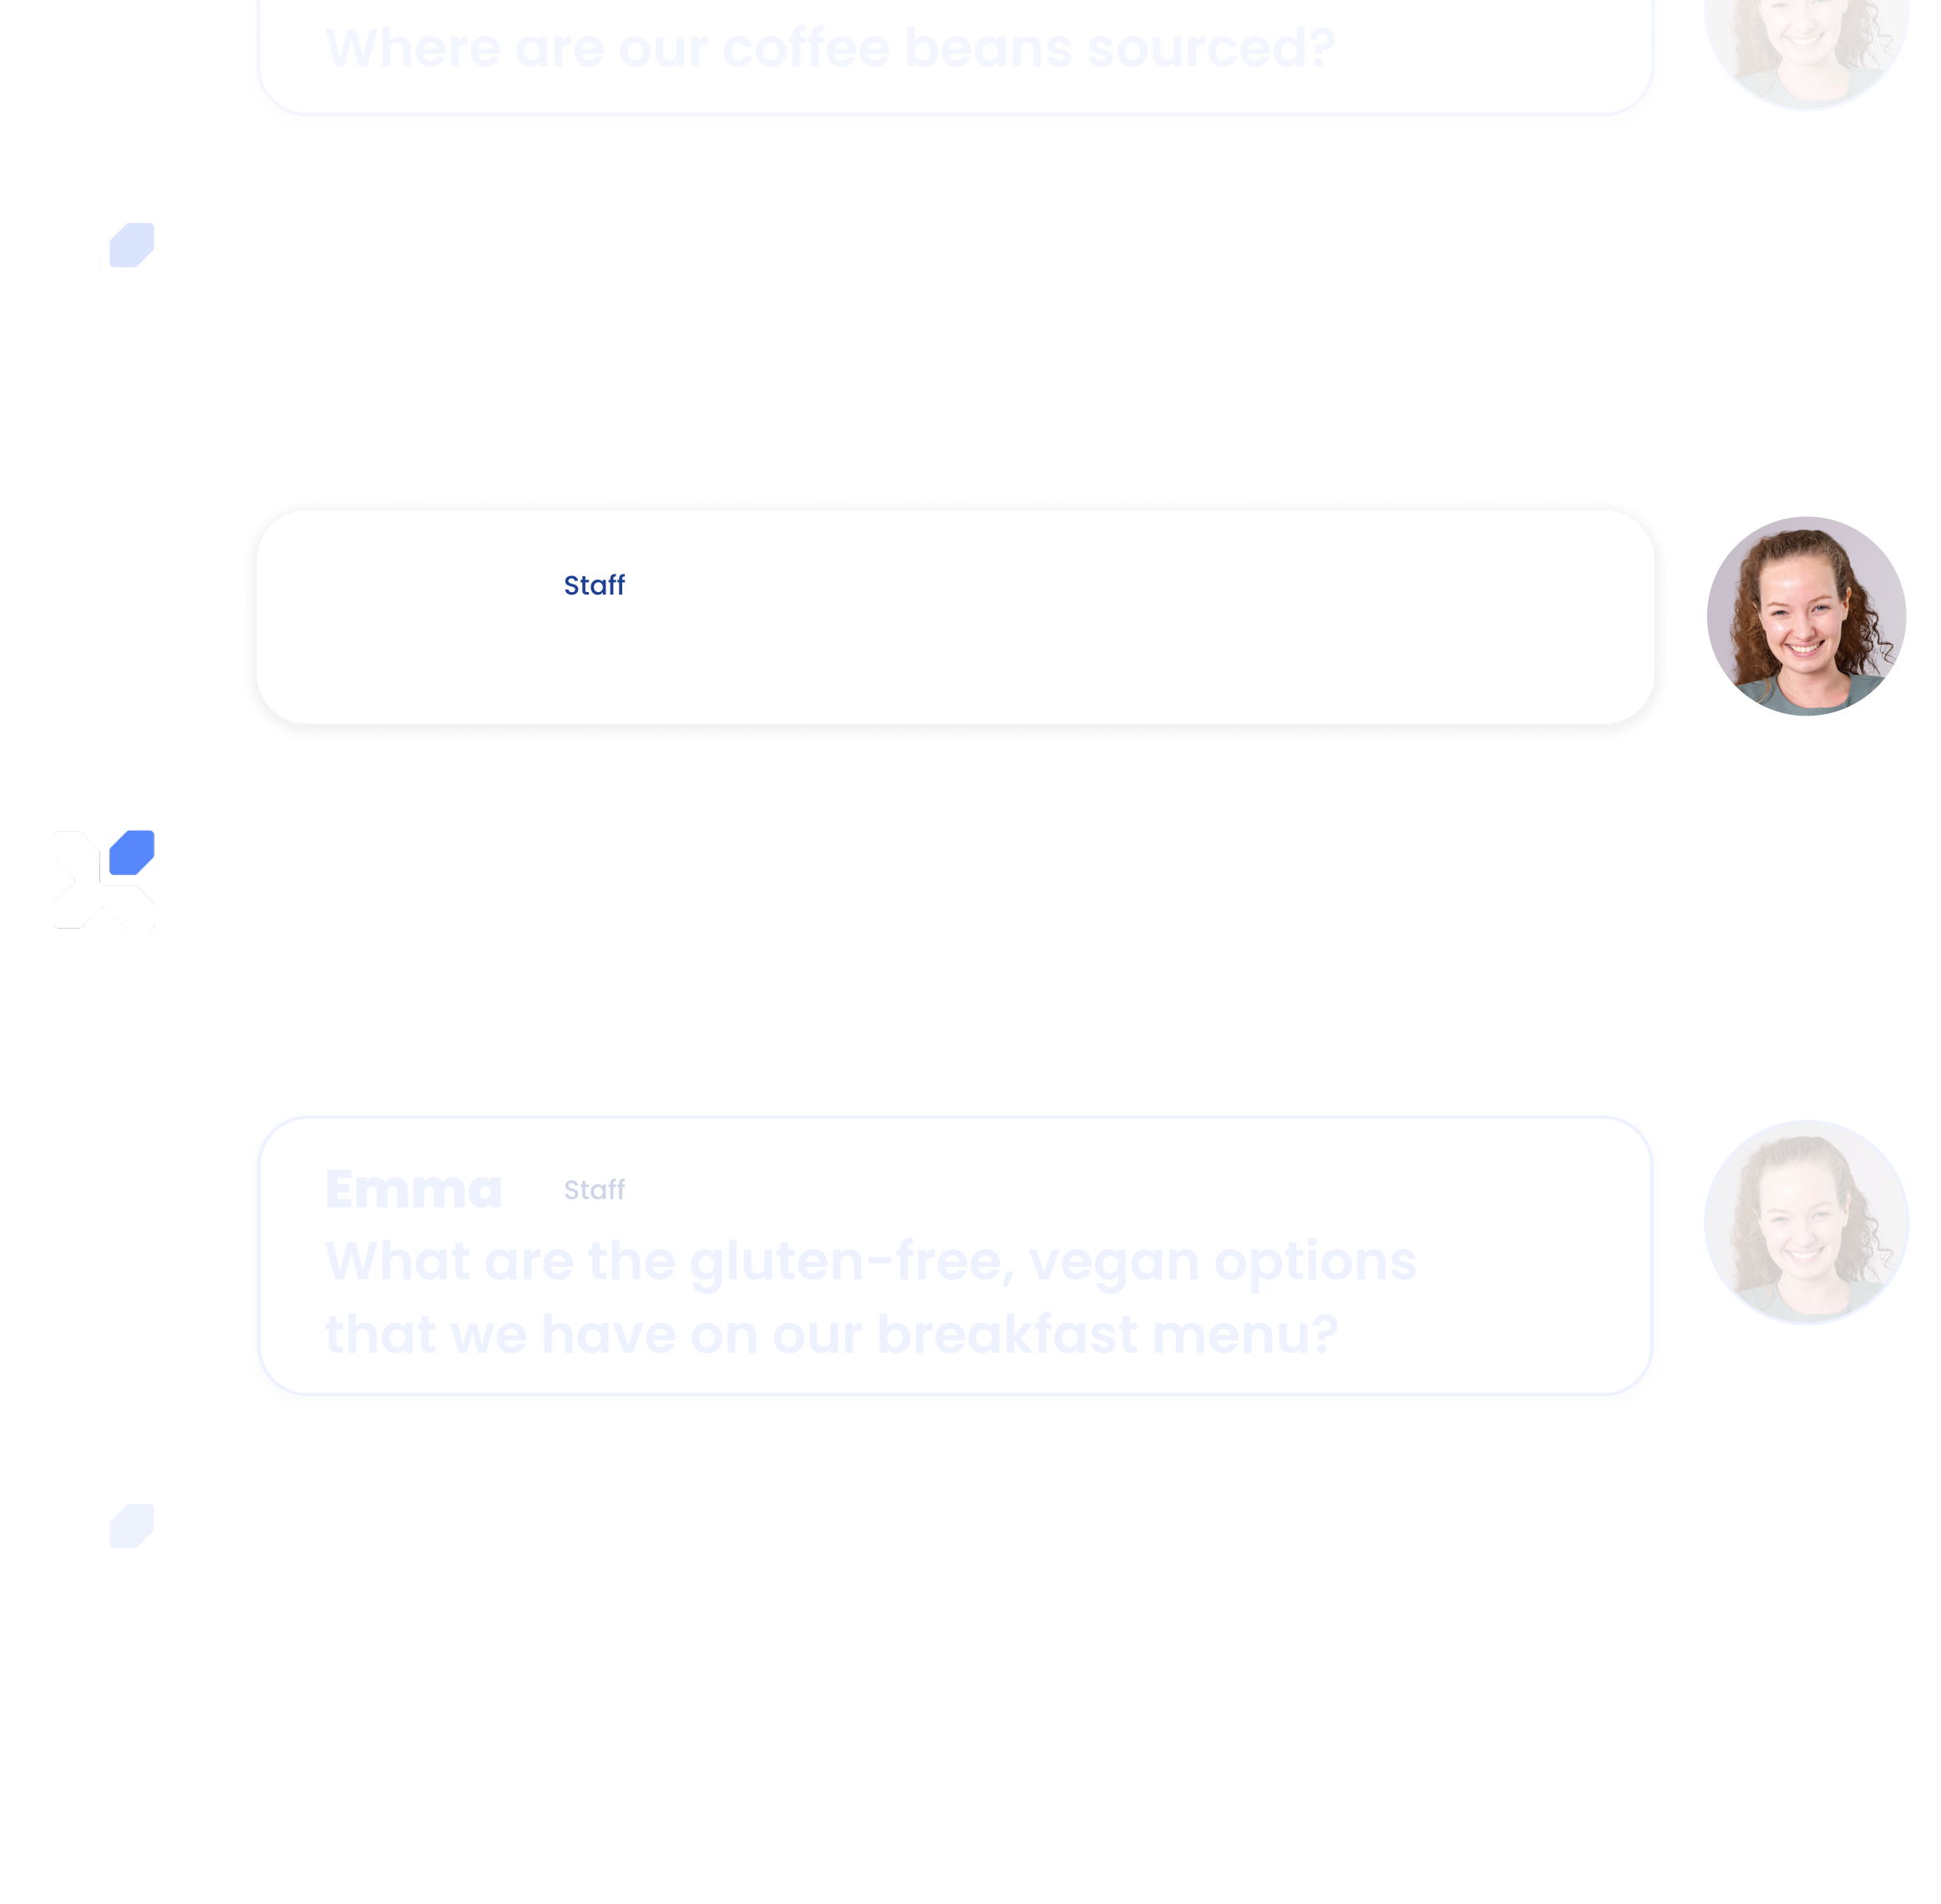 Where are our coffee beans sourced?
Staff
Emma Staff
What are the gluten-free, vegan options
that we have on our breakfast menu?